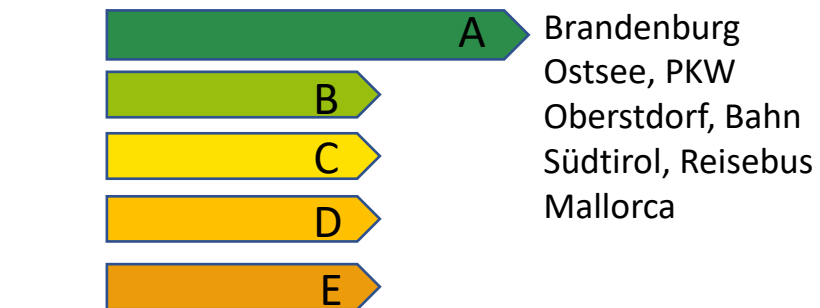 A
Brandenburg
Ostsee, PKW
B
Oberstdorf, Bahn
C
Südtirol, Reisebus
Mallorca
D
E